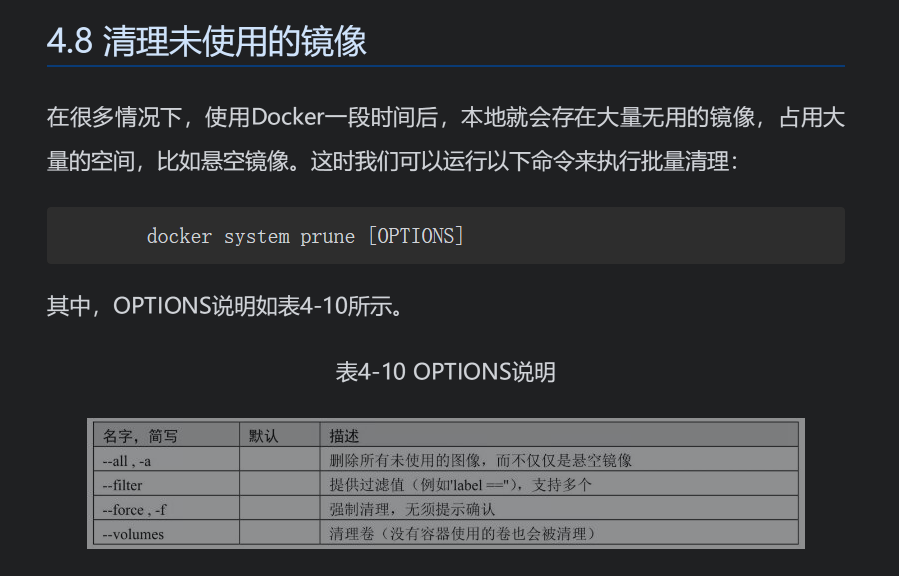 4.8 清理未使用的镜像
在很多情况下，使用Docker一段时间后，本地就会存在大量无用的镜像，占用大
量的空间，比如悬空镜像。这时我们可以运行以下命令来执行批量清理：
docker system prune [OPTIONS]
其中，OPTIONS说明如表4-10所示。
表4-10 OPTIONS说明
名字，简写 默认 描述
--all , -a 删除所有未使用的图像，而不仅仅是悬空镜像
--filter 提供过滤值（例如'label ==''），支持多个
--force , -f 强制清理，无须提示确认
--volumes 清理卷（没有容器使用的卷也会被清理）